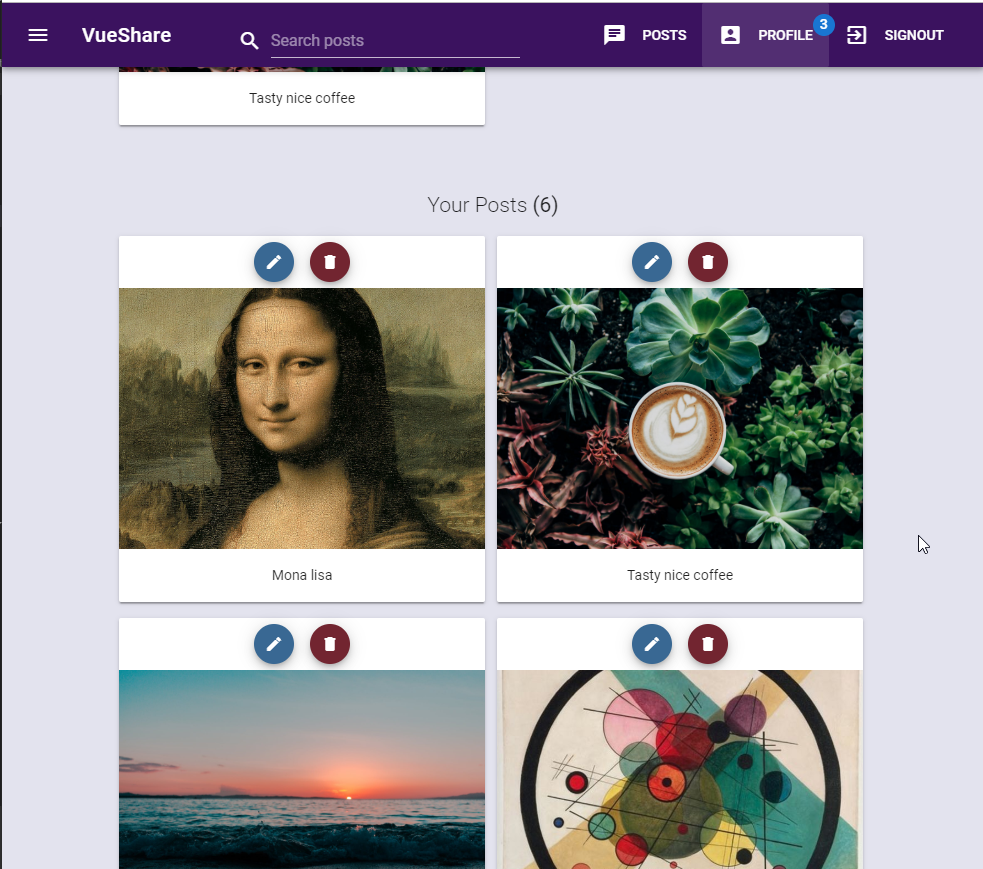 VueShare
Search posts
POSTS
PROFILE
3
SIGNOUT
Tasty nice coffee
Your Posts (6)
Mona lisa
Tasty nice coffee